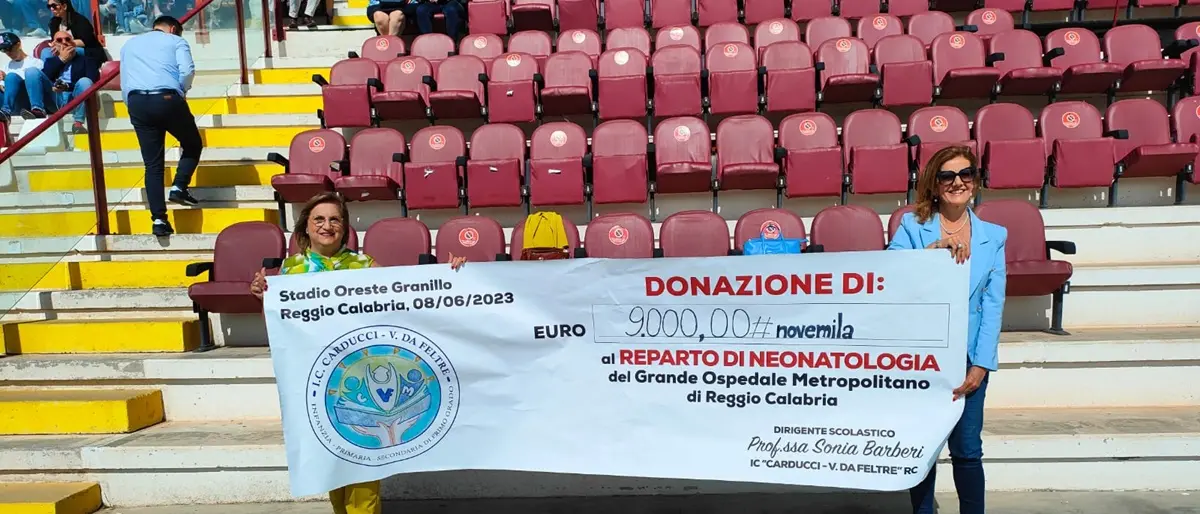 Stadio Oreste Granillo
Reggio Calabria, 08/06/2023
I.C. CARDUCCI - V. DA FELTRE
C V M
INFANZIA - PRIMARIA - SECONDARIA DI PRIMO GRADO
DONAZIONE DI:
EURO 9.000,00# novemila
al REPARTO DI NEONATOLOGIA
del Grande Ospedale Metropolitano
di Reggio Calabria
DIRIGENTE SCOLASTICO
Prof.ssa Sonia Barberi
IC "CARDUCCI - V. DA FELTRE" RC